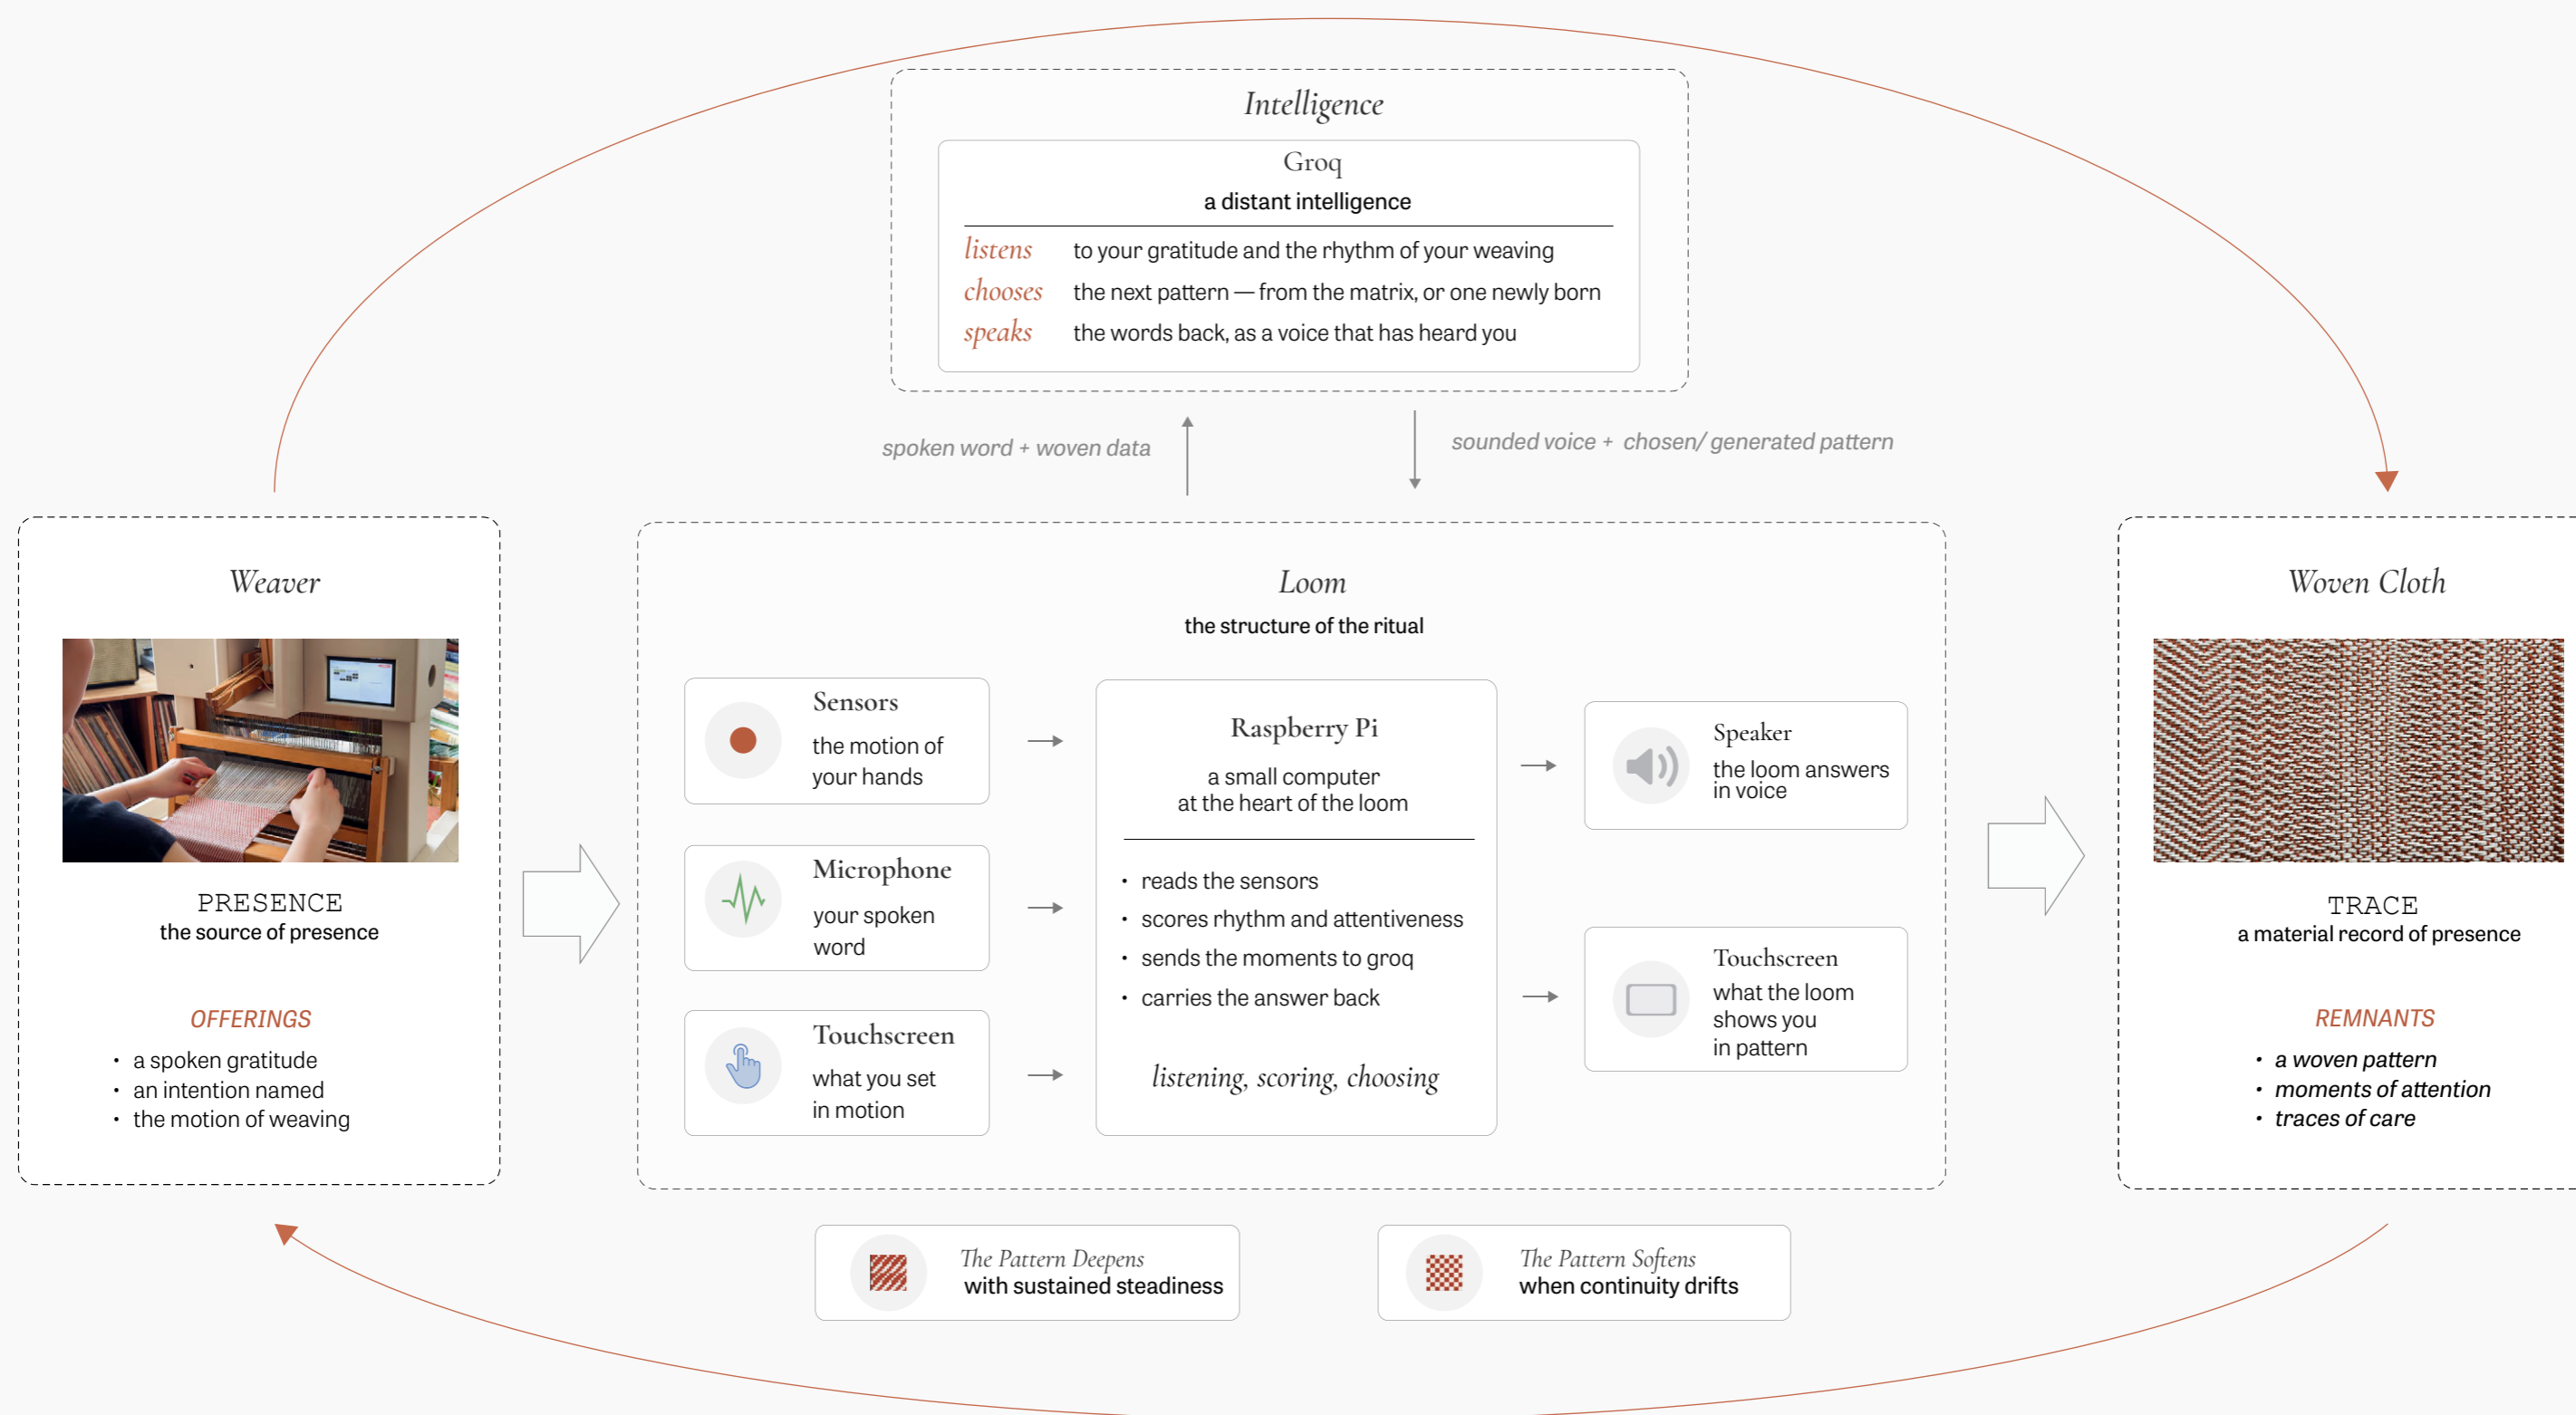 Intelligence
Groq
a distant intelligence
listens to your gratitude and the rhythm of your weaving
chooses the next pattern — from the matrix, or one newly born
speaks the words back, as a voice that has heard you
spoken word + woven data
sounded voice + chosen/ generated pattern
Weaver
PRESENCE
the source of presence
OFFERINGS
• a spoken gratitude
• an intention named
• the motion of weaving
Loom
the structure of the ritual
Sensors
the motion of
your hands
Microphone
your spoken
word
Touchscreen
what you set
in motion
Raspberry Pi
a small computer
at the heart of the loom
• reads the sensors
• scores rhythm and attentiveness
• sends the moments to groq
• carries the answer back
listening, scoring, choosing
Speaker
the loom answers
in voice
Touchscreen
what the loom
shows you
in pattern
Woven Cloth
TRACE
a material record of presence
REMNANTS
• a woven pattern
• moments of attention
• traces of care
The Pattern Deepens
with sustained steadiness
The Pattern Softens
when continuity drifts